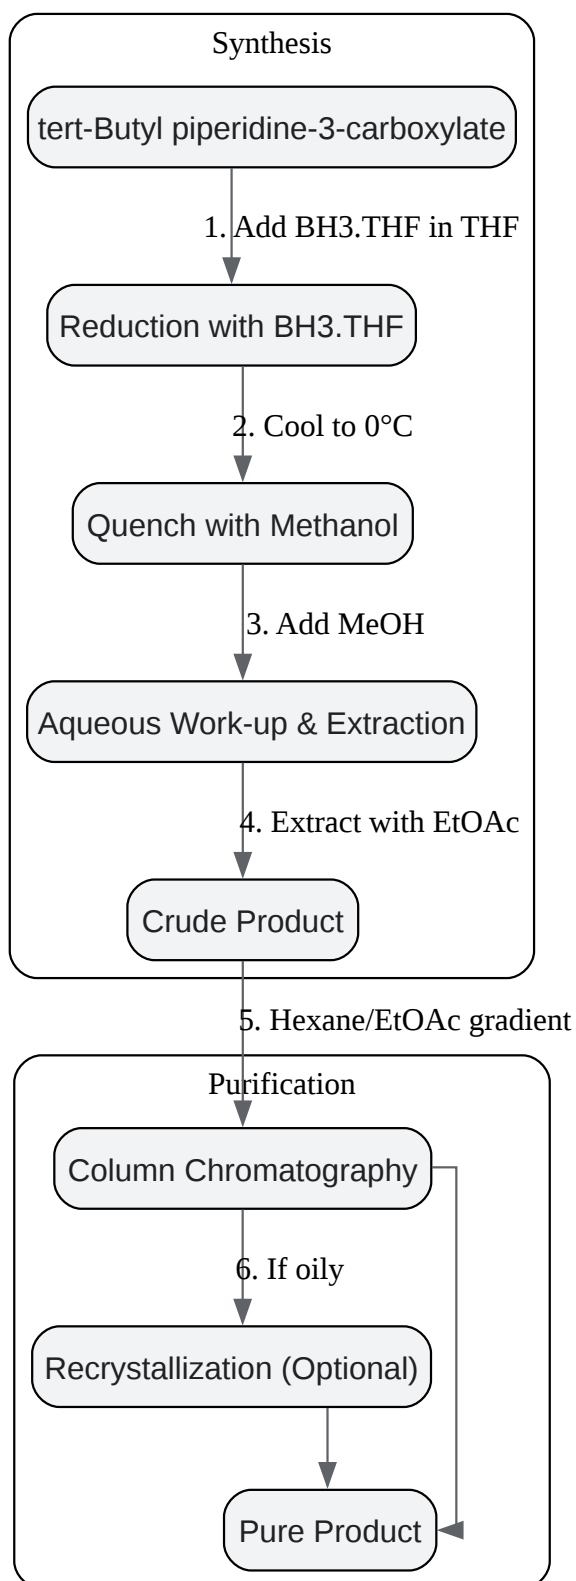 Synthesis
tert-Butyl piperidine-3-carboxylate
1. Add BH3.THF in THF
Reduction with BH3.THF
2. Cool to 0°C
Quench with Methanol
3. Add MeOH
Aqueous Work-up & Extraction
4. Extract with EtOAc
Crude Product
5. Hexane/EtOAc gradient
Purification
Column Chromatography
6. If oily
Recrystallization (Optional)
Pure Product